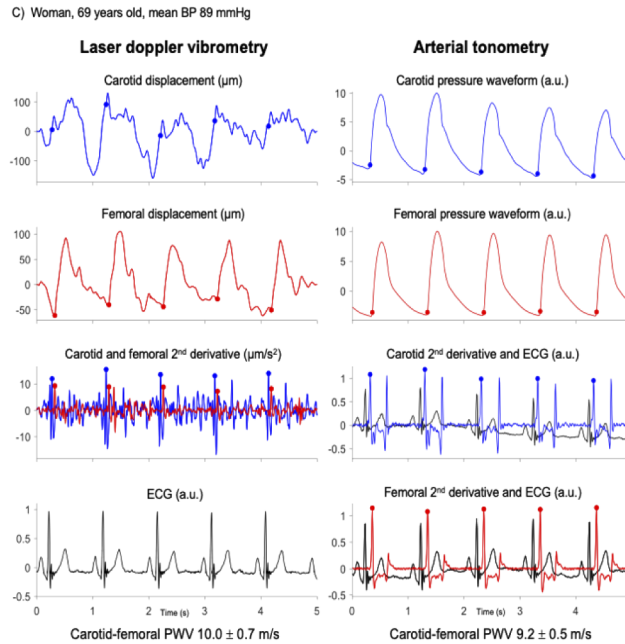 C) Woman, 69 years old, mean BP 89 mmHg
Laser doppler vibrometry
Arterial tonometry
Carotid displacement (µm)
100
0
-100
Carotid pressure waveform (a.u.)
10
5
0
-5
Femoral displacement (µm)
100
50
0
-50
Femoral pressure waveform (a.u.)
10
5
0
Carotid and femoral 2nd derivative (µm/s²)
10
0
-10
Carotid 2nd derivative and ECG (a.u.)
1
0.5
0
-0.5
ECG (a.u.)
1
0.5
0
-0.5
0 1 2 Time (s) 3 4 5
Femoral 2nd derivative and ECG (a.u.)
1
0.5
0
-0.5
0 1 2 Time (s) 3 4
Carotid-femoral PWV 10.0 ± 0.7 m/s
Carotid-femoral PWV 9.2 ± 0.5 m/s